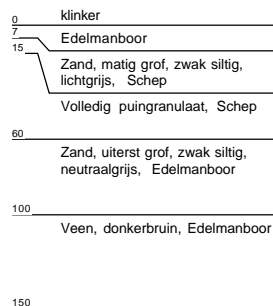 klinker
0
7
Edelmanboor
15
Zand, matig grof, zwak siltig,
lichtgrijs, Schep
Volledig puingranulaat, Schep
60
Zand, uiterst grof, zwak siltig,
neutraalgrijs, Edelmanboor
100
Veen, donkerbruin, Edelmanboor
150